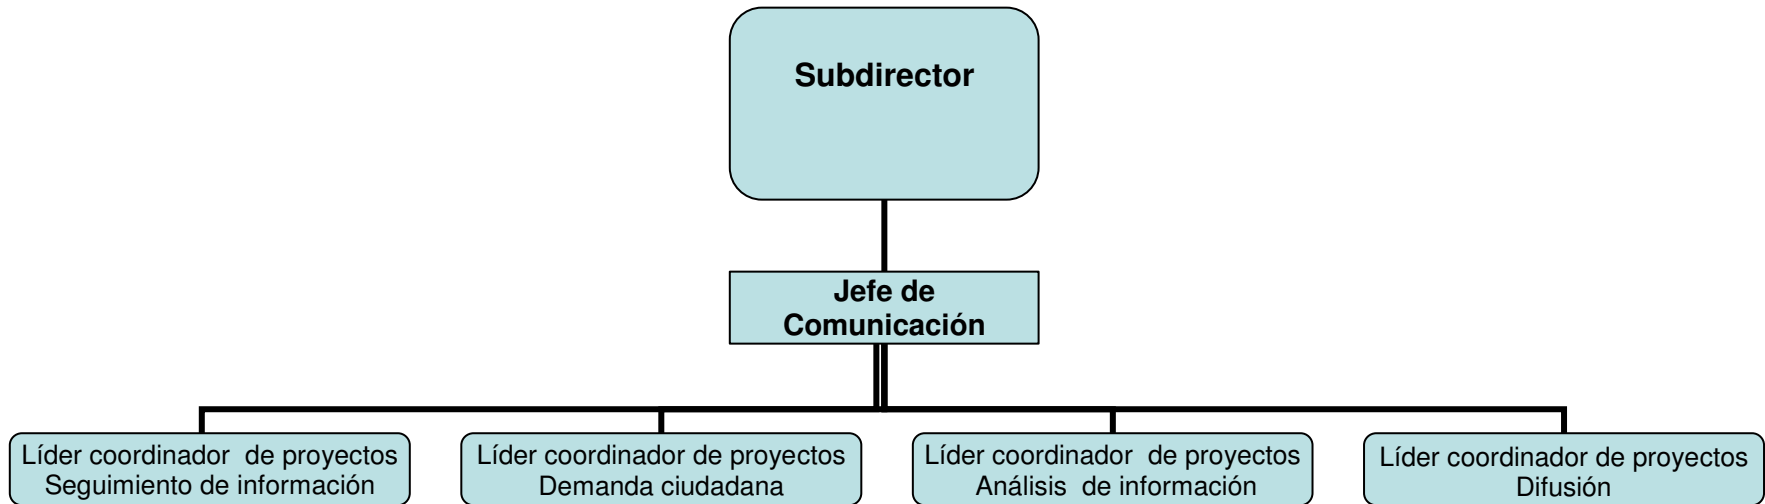 Subdirector
Jefe de
Comunicación
Líder coordinador de proyectos
Seguimiento de información
Líder coordinador de proyectos
Demanda ciudadana
Líder coordinador de proyectos
Análisis de información
Líder coordinador de proyectos
Difusión